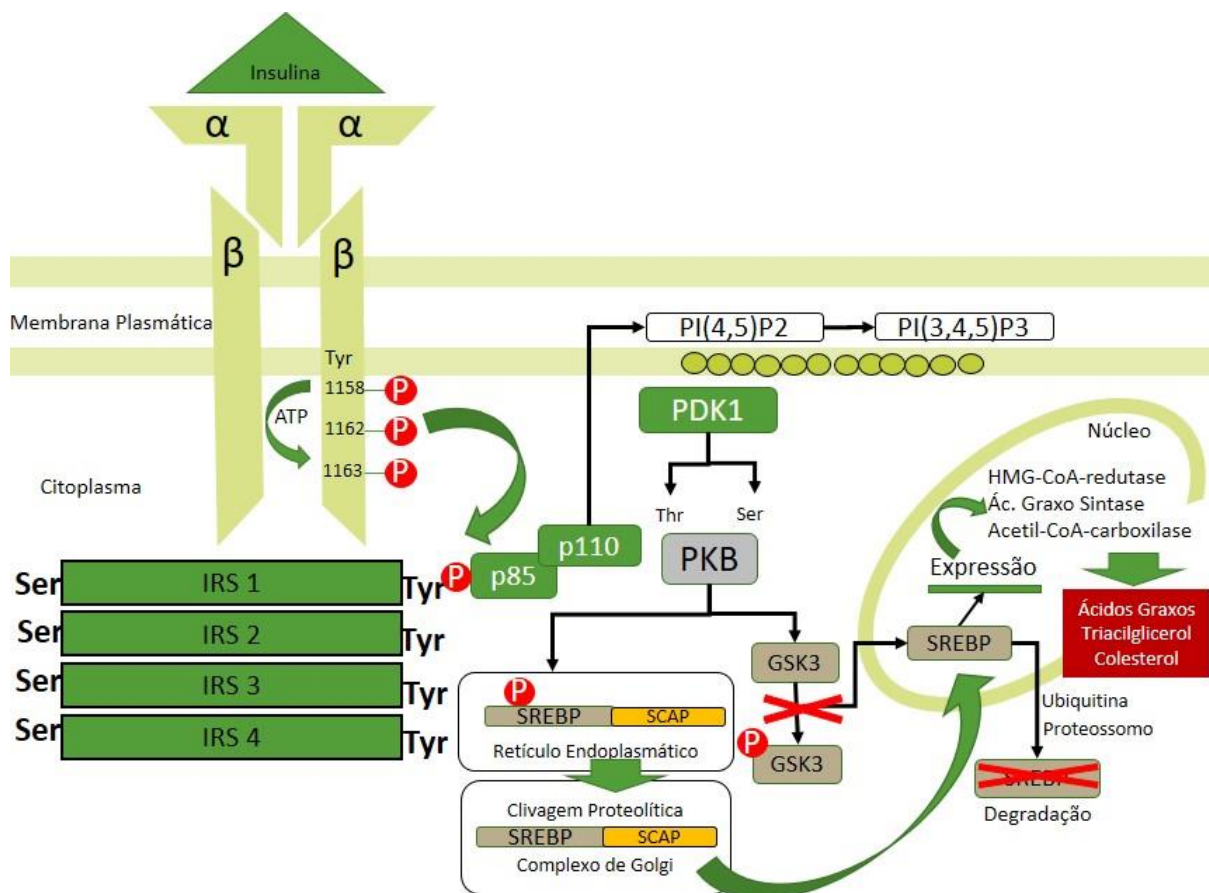 Insulina
α α
β β
Membrana Plasmática
PI(4,5)P2 PI(3,4,5)P3
Tyr
1158 P
ATP
1162 P
1163 P
Citoplasma
PDK1
Thr Ser
PKB
p110
p85
P
Ser IRS 1 Tyr
Ser IRS 2 Tyr
Ser IRS 3 Tyr
Ser IRS 4 Tyr
P
SREBP SCAP
Retículo Endoplasmático
Clivagem Proteolítica
SREBP SCAP
Complexo de Golgi
GSK3
P
GSK3
Núcleo
HMG-CoA-redutase
Ác. Graxo Sintase
Acetil-CoA-carboxilase
Expressão
SREBP
Ácidos Graxos
Triacilglicerol
Colesterol
Ubiquitina
Proteossomo
SREBP
Degradação